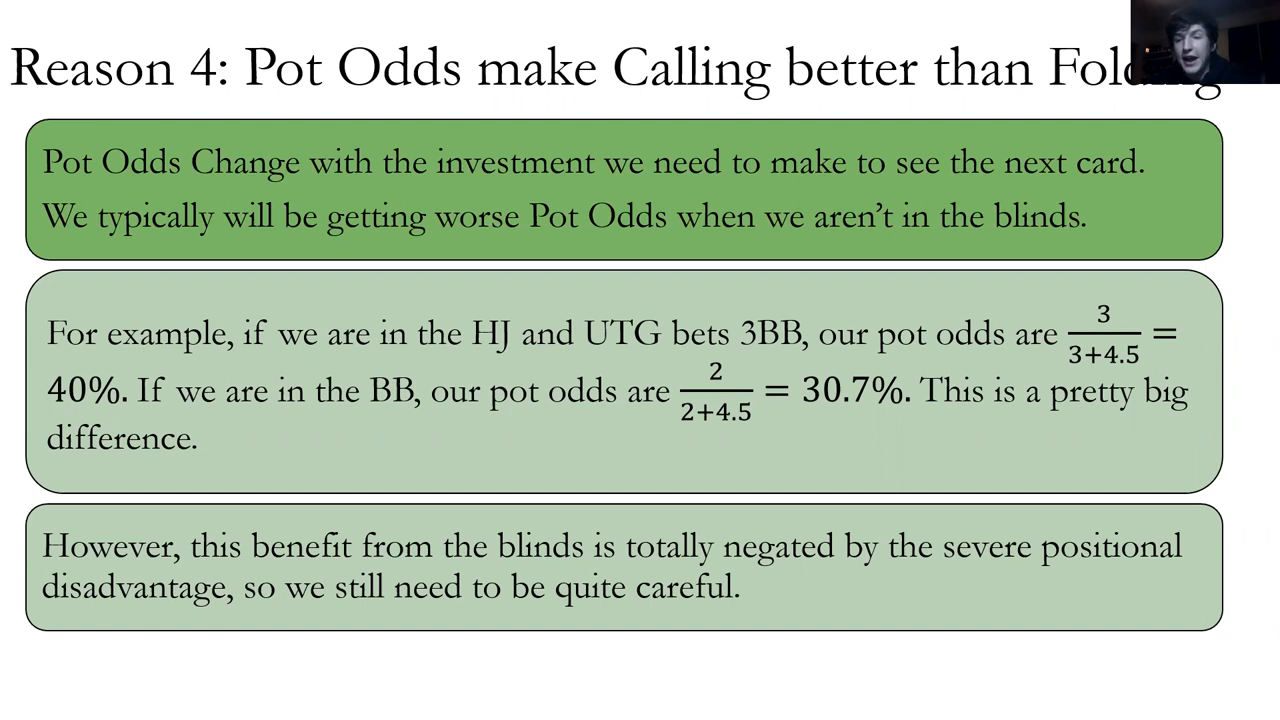 Reason 4: Pot Odds make Calling better than Folding
Pot Odds Change with the investment we need to make to see the next card.
We typically will be getting worse Pot Odds when we aren't in the blinds.
For example, if we are in the HJ and UTG bets 3BB, our pot odds are 3/(3+4.5) =
40%. If we are in the BB, our pot odds are 2/(2+4.5) = 30.7%. This is a pretty big
difference.
However, this benefit from the blinds is totally negated by the severe positional
disadvantage, so we still need to be quite careful.